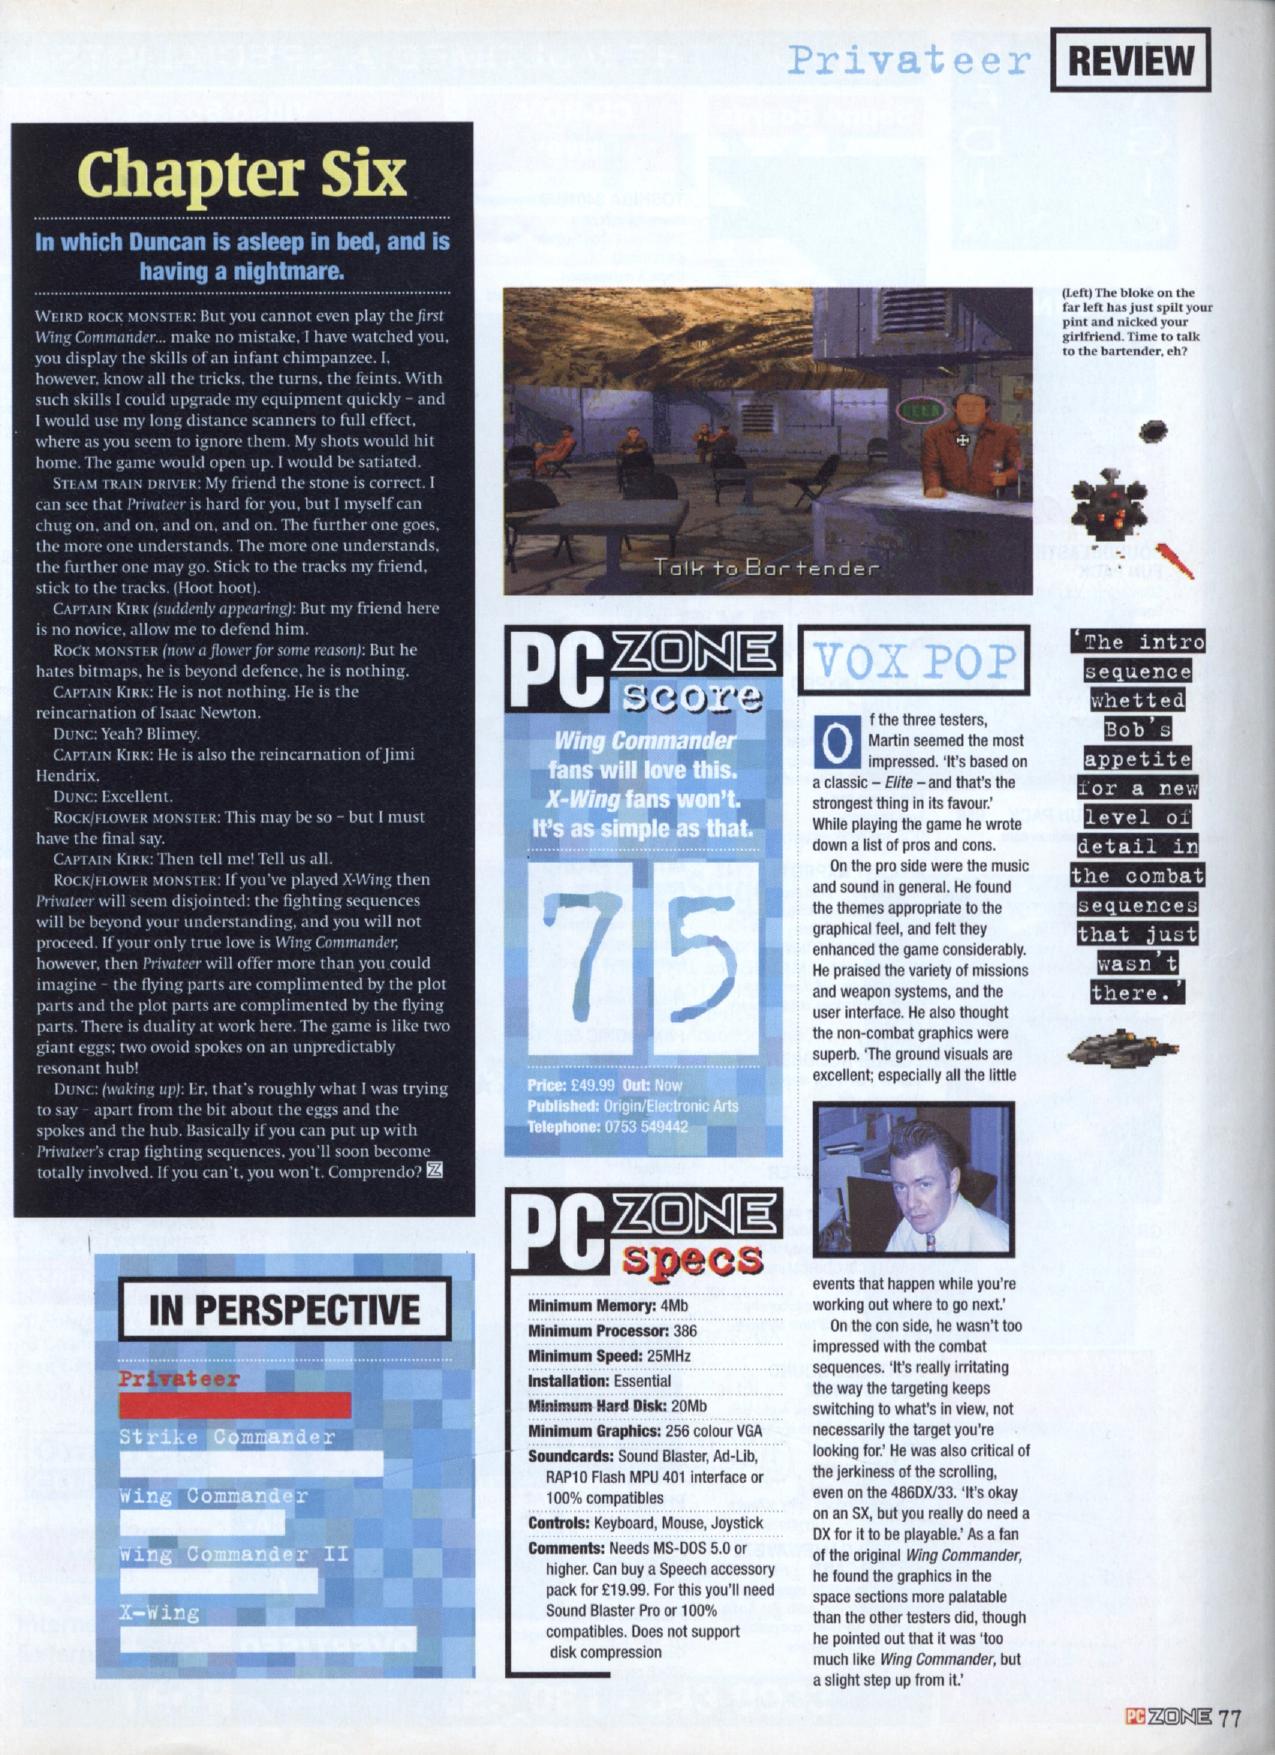 Privateer REVIEW
Chapter Six
In which Duncan is asleep in bed, and is
having a nightmare.
WEIRD ROCK MONSTER: But you cannot even play the first
Wing Commander... make no mistake, I have watched you,
you display the skills of an infant chimpanzee. I,
however, know all the tricks, the turns, the feints. With
such skills I could upgrade my equipment quickly – and
I would use my long distance scanners to full effect,
where as you seem to ignore them. My shots would hit
home. The game would open up. I would be satiated.
STEAM TRAIN DRIVER: My friend the stone is correct. I
can see that Privateer is hard for you, but I myself can
chug on, and on, and on, and on. The further one goes,
the more one understands. The more one understands,
the further one may go. Stick to the tracks my friend,
stick to the tracks. (Hoot hoot).
CAPTAIN KIRK (suddenly appearing): But my friend here
is no novice, allow me to defend him.
ROCK MONSTER (now a flower for some reason): But he
hates bitmaps, he is beyond defence, he is nothing.
CAPTAIN KIRK: He is not nothing. He is the
reincarnation of Isaac Newton.
DUNC: Yeah? Blimey.
CAPTAIN KIRK: He is also the reincarnation of Jimi
Hendrix.
DUNC: Excellent.
ROCK/FLOWER MONSTER: This may be so – but I must
have the final say.
CAPTAIN KIRK: Then tell me! Tell us all.
ROCK/FLOWER MONSTER: If you've played X-Wing then
Privateer will seem disjointed: the fighting sequences
will be beyond your understanding, and you will not
proceed. If your only true love is Wing Commander,
however, then Privateer will offer more than you could
imagine – the flying parts are complimented by the plot
parts and the plot parts are complimented by the flying
parts. There is duality at work here. The game is like two
giant eggs; two ovoid spokes on an unpredictably
resonant hub!
DUNC: (waking up): Er, that's roughly what I was trying
to say – apart from the bit about the eggs and the
spokes and the hub. Basically if you can put up with
Privateer's crap fighting sequences, you'll soon become
totally involved. If you can't, you won't. Comprendo? Z
IN PERSPECTIVE
Privateer
Strike Commander
Wing Commander
Wing Commander II
X-Wing
BEER
Talk to Bartender
(Left) The bloke on the
far left has just spilt your
pint and nicked your
girlfriend. Time to talk
to the bartender, eh?
PC ZONE
score
Wing Commander
fans will love this.
X-Wing fans won't.
It's as simple as that.
75
Price: £49.99 Out: Now
Published: Origin/Electronic Arts
Telephone: 0753 549442
PC ZONE
specs
Minimum Memory: 4Mb
Minimum Processor: 386
Minimum Speed: 25MHz
Installation: Essential
Minimum Hard Disk: 20Mb
Minimum Graphics: 256 colour VGA
Soundcards: Sound Blaster, Ad-Lib,
RAP10 Flash MPU 401 interface or
100% compatibles
Controls: Keyboard, Mouse, Joystick
Comments: Needs MS-DOS 5.0 or
higher. Can buy a Speech accessory
pack for £19.99. For this you'll need
Sound Blaster Pro or 100%
compatibles. Does not support
disk compression
VOX POP
Of the three testers,
Martin seemed the most
impressed. 'It's based on
a classic – Elite – and that's the
strongest thing in its favour.'
While playing the game he wrote
down a list of pros and cons.
On the pro side were the music
and sound in general. He found
the themes appropriate to the
graphical feel, and felt they
enhanced the game considerably.
He praised the variety of missions
and weapon systems, and the
user interface. He also thought
the non-combat graphics were
superb. 'The ground visuals are
excellent; especially all the little
events that happen while you're
working out where to go next.'
On the con side, he wasn't too
impressed with the combat
sequences. 'It's really irritating
the way the targeting keeps
switching to what's in view, not
necessarily the target you're
looking for.' He was also critical of
the jerkiness of the scrolling,
even on the 486DX/33. 'It's okay
on an SX, but you really do need a
DX for it to be playable.' As a fan
of the original Wing Commander,
he found the graphics in the
space sections more palatable
than the other testers did, though
he pointed out that it was 'too
much like Wing Commander, but
a slight step up from it.'
'The intro
sequence
whetted
Bob's
appetite
for a new
level of
detail in
the combat
sequences
that just
wasn't
there.'
PC ZONE 77